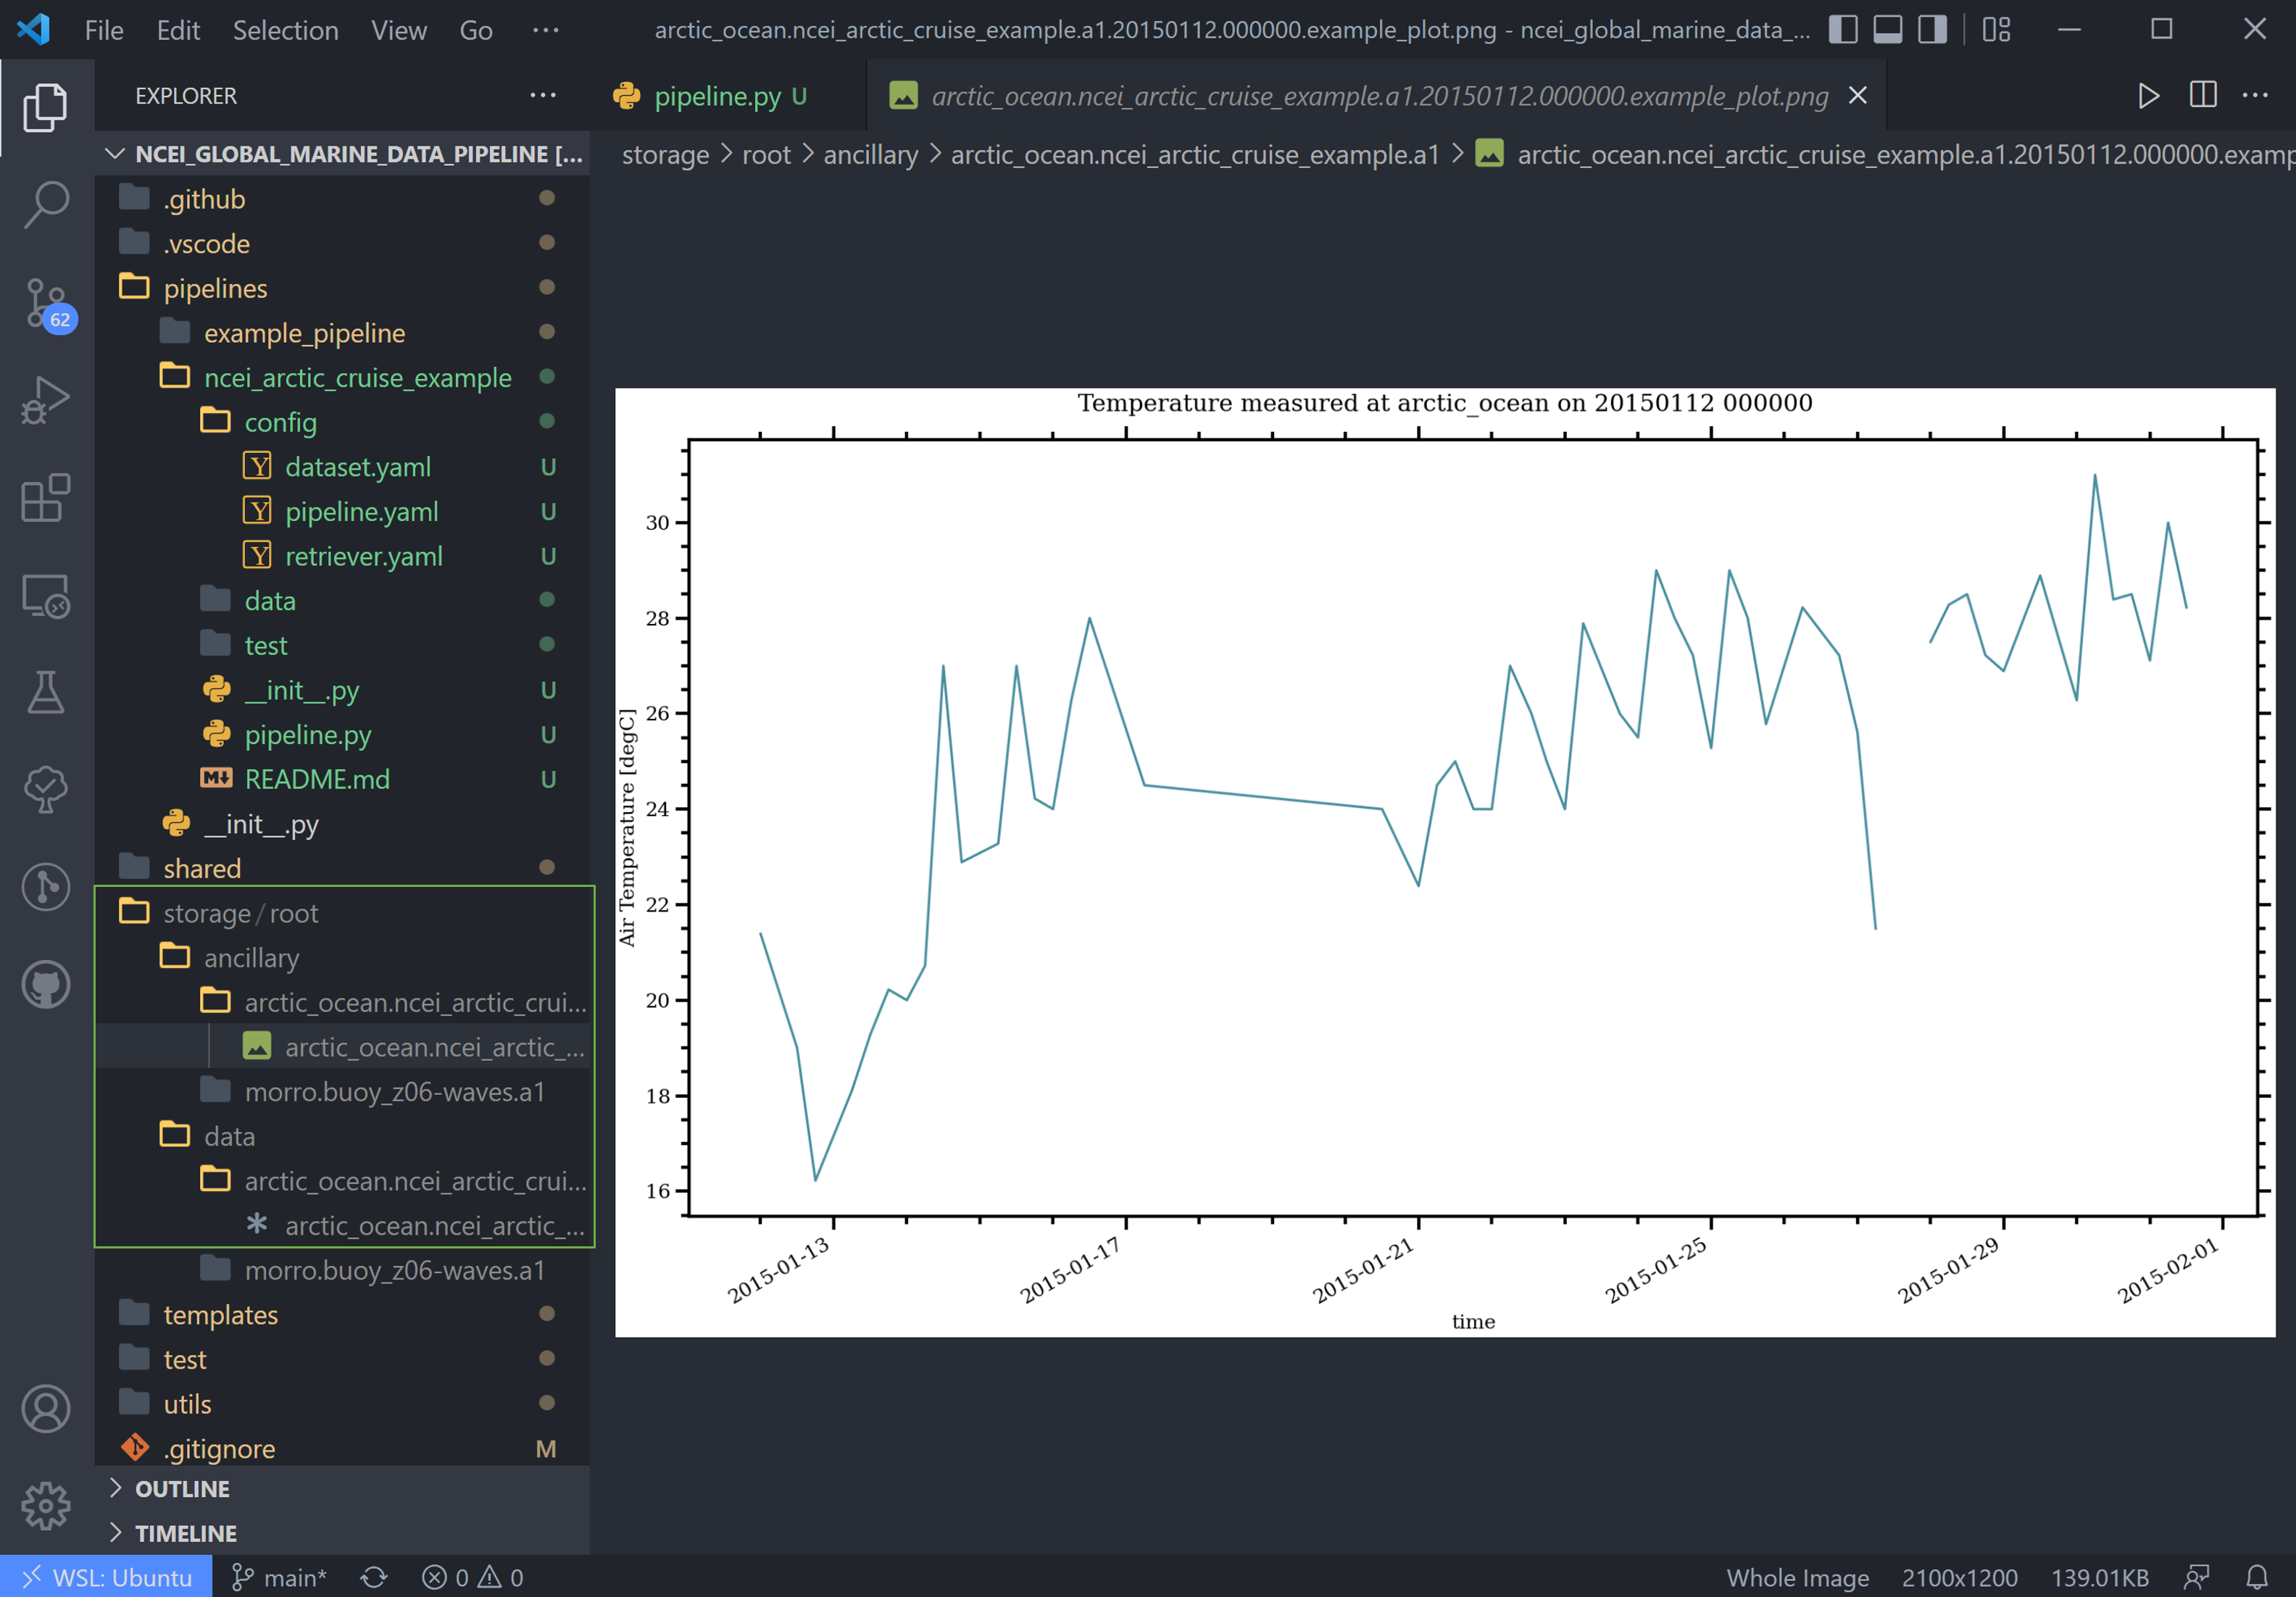 File Edit Selection View Go ···
arctic_ocean.ncei_arctic_cruise_example.a1.20150112.000000.example_plot.png - ncei_global_marine_data_...
EXPLORER ···
NCEI_GLOBAL_MARINE_DATA_PIPELINE [...
.github
.vscode
pipelines
example_pipeline
ncei_arctic_cruise_example
config
dataset.yaml U
pipeline.yaml U
retriever.yaml U
data
test
__init__.py U
pipeline.py U
README.md U
__init__.py
shared
storage/root
ancillary
arctic_ocean.ncei_arctic_crui...
arctic_ocean.ncei_arctic_...
morro.buoy_z06-waves.a1
data
arctic_ocean.ncei_arctic_crui...
arctic_ocean.ncei_arctic_...
morro.buoy_z06-waves.a1
templates
test
utils
.gitignore M
OUTLINE
TIMELINE
62
pipeline.py U
arctic_ocean.ncei_arctic_cruise_example.a1.20150112.000000.example_plot.png
storage > root > ancillary > arctic_ocean.ncei_arctic_cruise_example.a1 > arctic_ocean.ncei_arctic_cruise_example.a1.20150112.000000.examp
Temperature measured at arctic_ocean on 20150112 000000
Air Temperature [degC]
30
28
26
24
22
20
18
16
2015-01-13
2015-01-17
2015-01-21
2015-01-25
2015-01-29
2015-02-01
time
WSL: Ubuntu main* 0 0 Whole Image 2100x1200 139.01KB